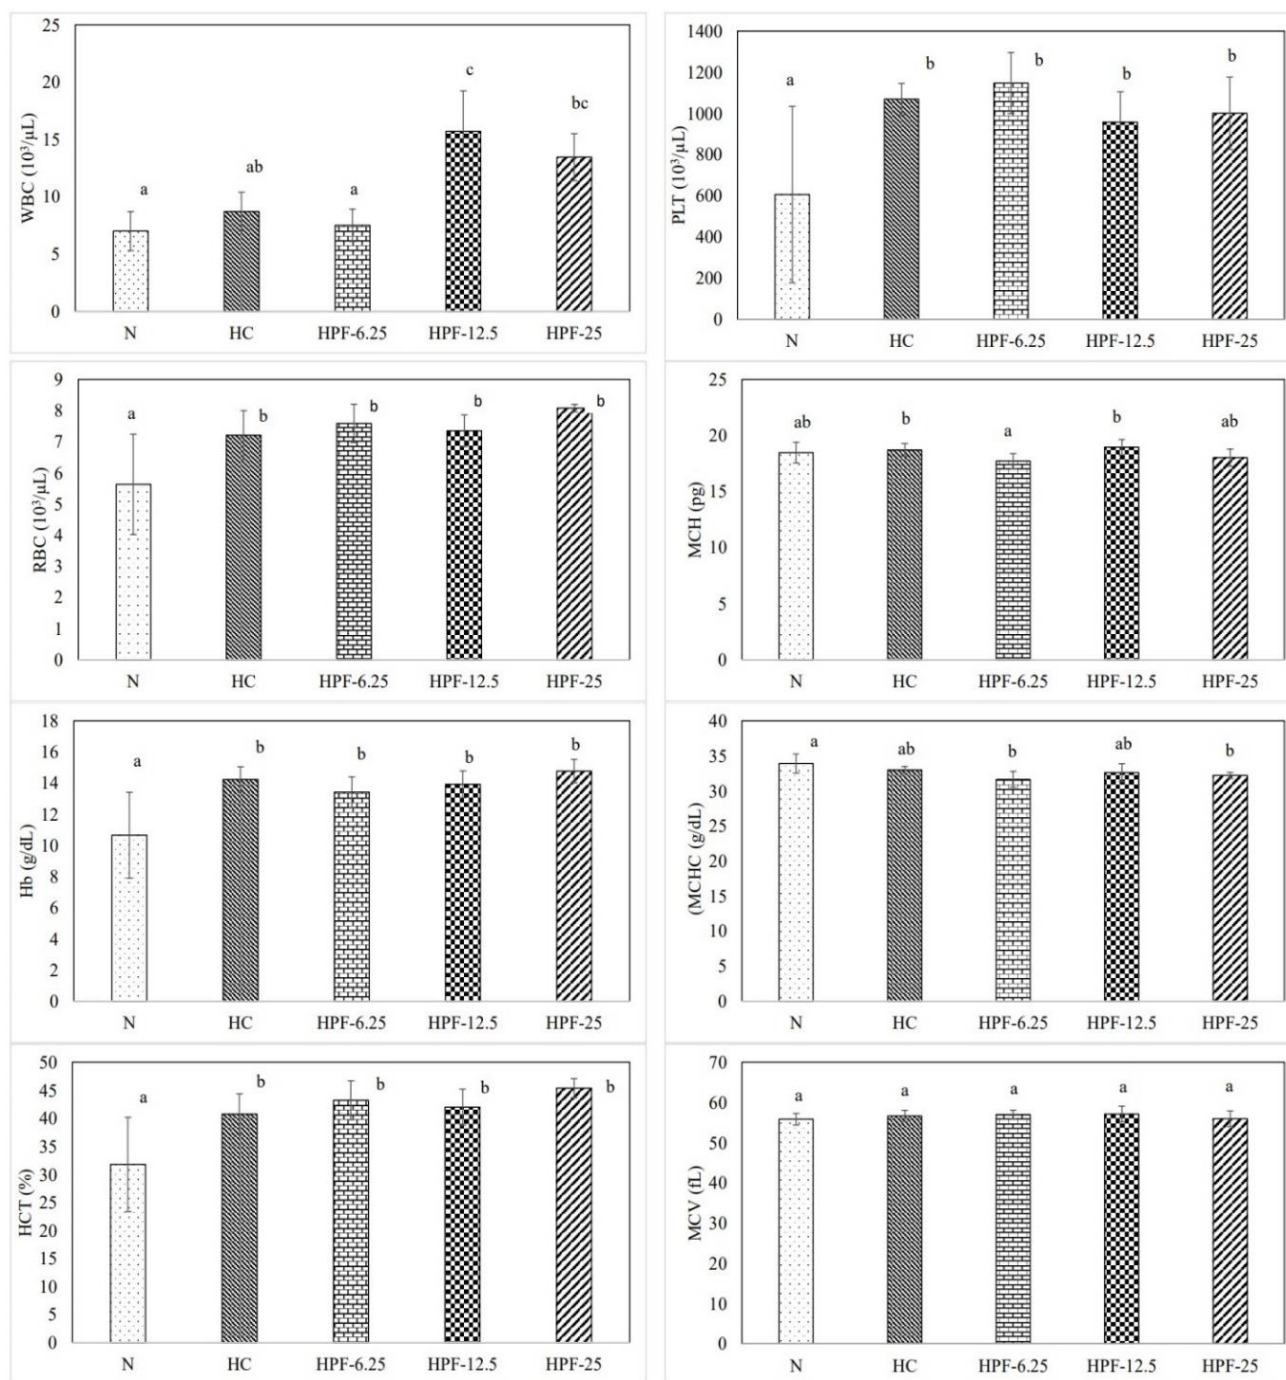 25
20
15
10
5
0
WBC (10³/µL)
a
ab
a
c
bc
N HC HPF-6.25 HPF-12.5 HPF-25
1400
1200
1000
800
600
400
200
0
PLT (10³/µL)
a
b
b
b
b
N HC HPF-6.25 HPF-12.5 HPF-25
9
8
7
6
5
4
3
2
1
0
RBC (10³/µL)
a
b
b
b
b
N HC HPF-6.25 HPF-12.5 HPF-25
25
20
15
10
5
0
MCH (pg)
ab
b
a
b
ab
N HC HPF-6.25 HPF-12.5 HPF-25
18
16
14
12
10
8
6
4
2
0
Hb (g/dL)
a
b
b
b
b
N HC HPF-6.25 HPF-12.5 HPF-25
40
35
30
25
20
15
10
5
0
(MCHC (g/dL)
a
ab
b
ab
b
N HC HPF-6.25 HPF-12.5 HPF-25
50
45
40
35
30
25
20
15
10
5
0
HCT (%)
a
b
b
b
b
N HC HPF-6.25 HPF-12.5 HPF-25
70
60
50
40
30
20
10
0
MCV (fL)
a
a
a
a
a
N HC HPF-6.25 HPF-12.5 HPF-25